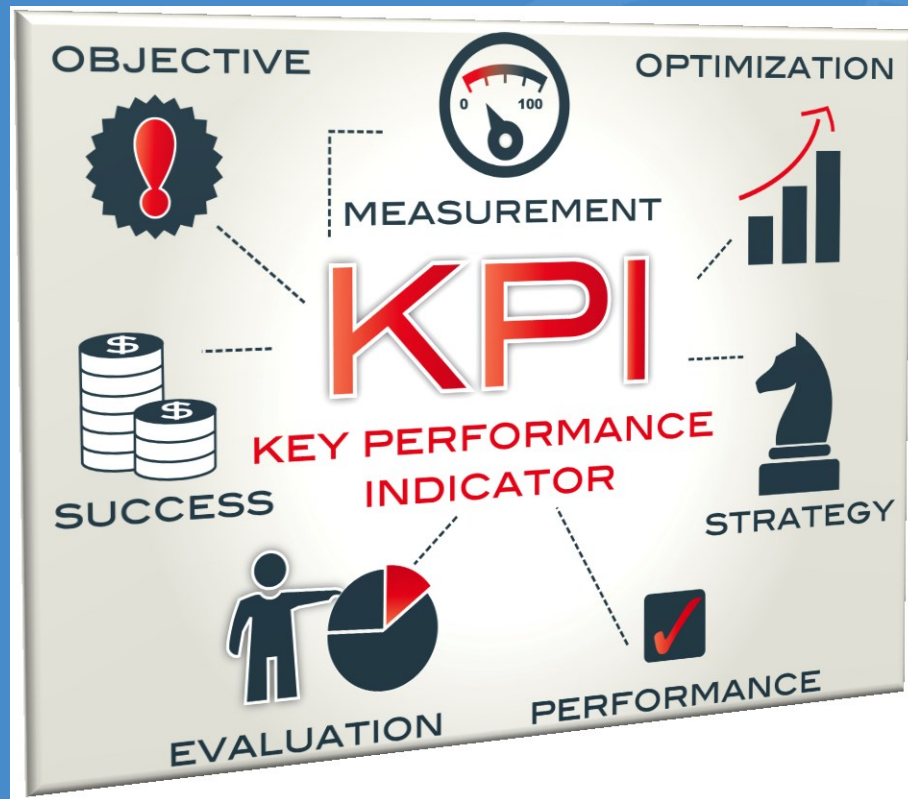 OBJECTIVE
OPTIMIZATION
0 100
MEASUREMENT
KPI
$
$
KEY PERFORMANCE
INDICATOR
SUCCESS
STRATEGY
PERFORMANCE
EVALUATION